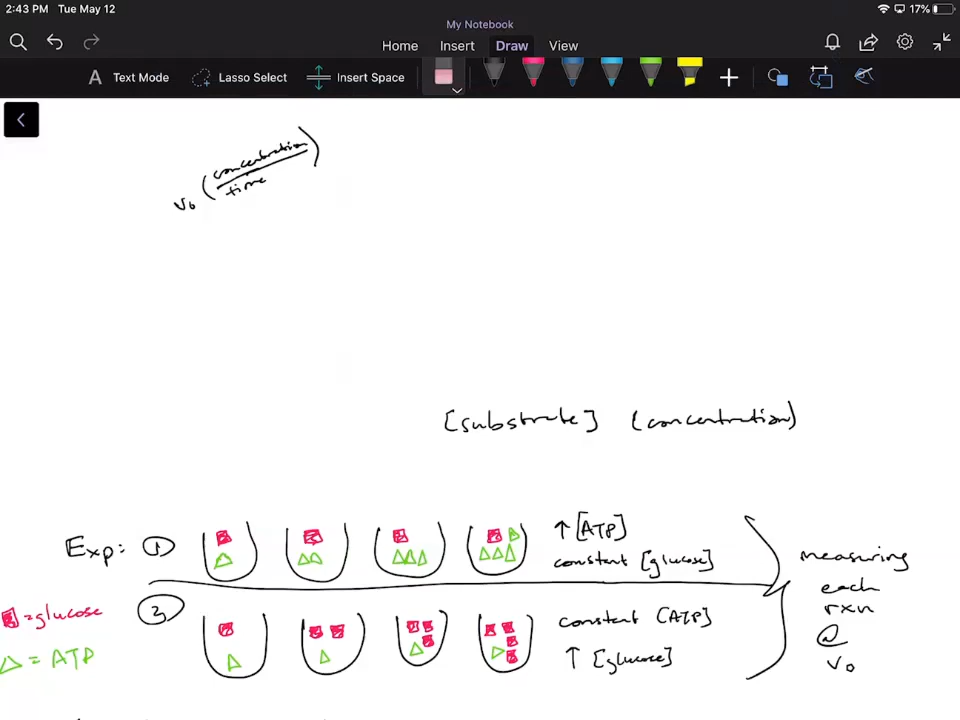 2:43 PM Tue May 12
17%
My Notebook
Home Insert Draw View
A Text Mode Lasso Select Insert Space
V₀ (concentration / time)
[substrate] (concentration)
Exp: ① ↑ [ATP]
constant [glucose]
② constant [ATP]
↑ [glucose]
=glucose
△ = ATP
measuring
each
rxn
@
V₀